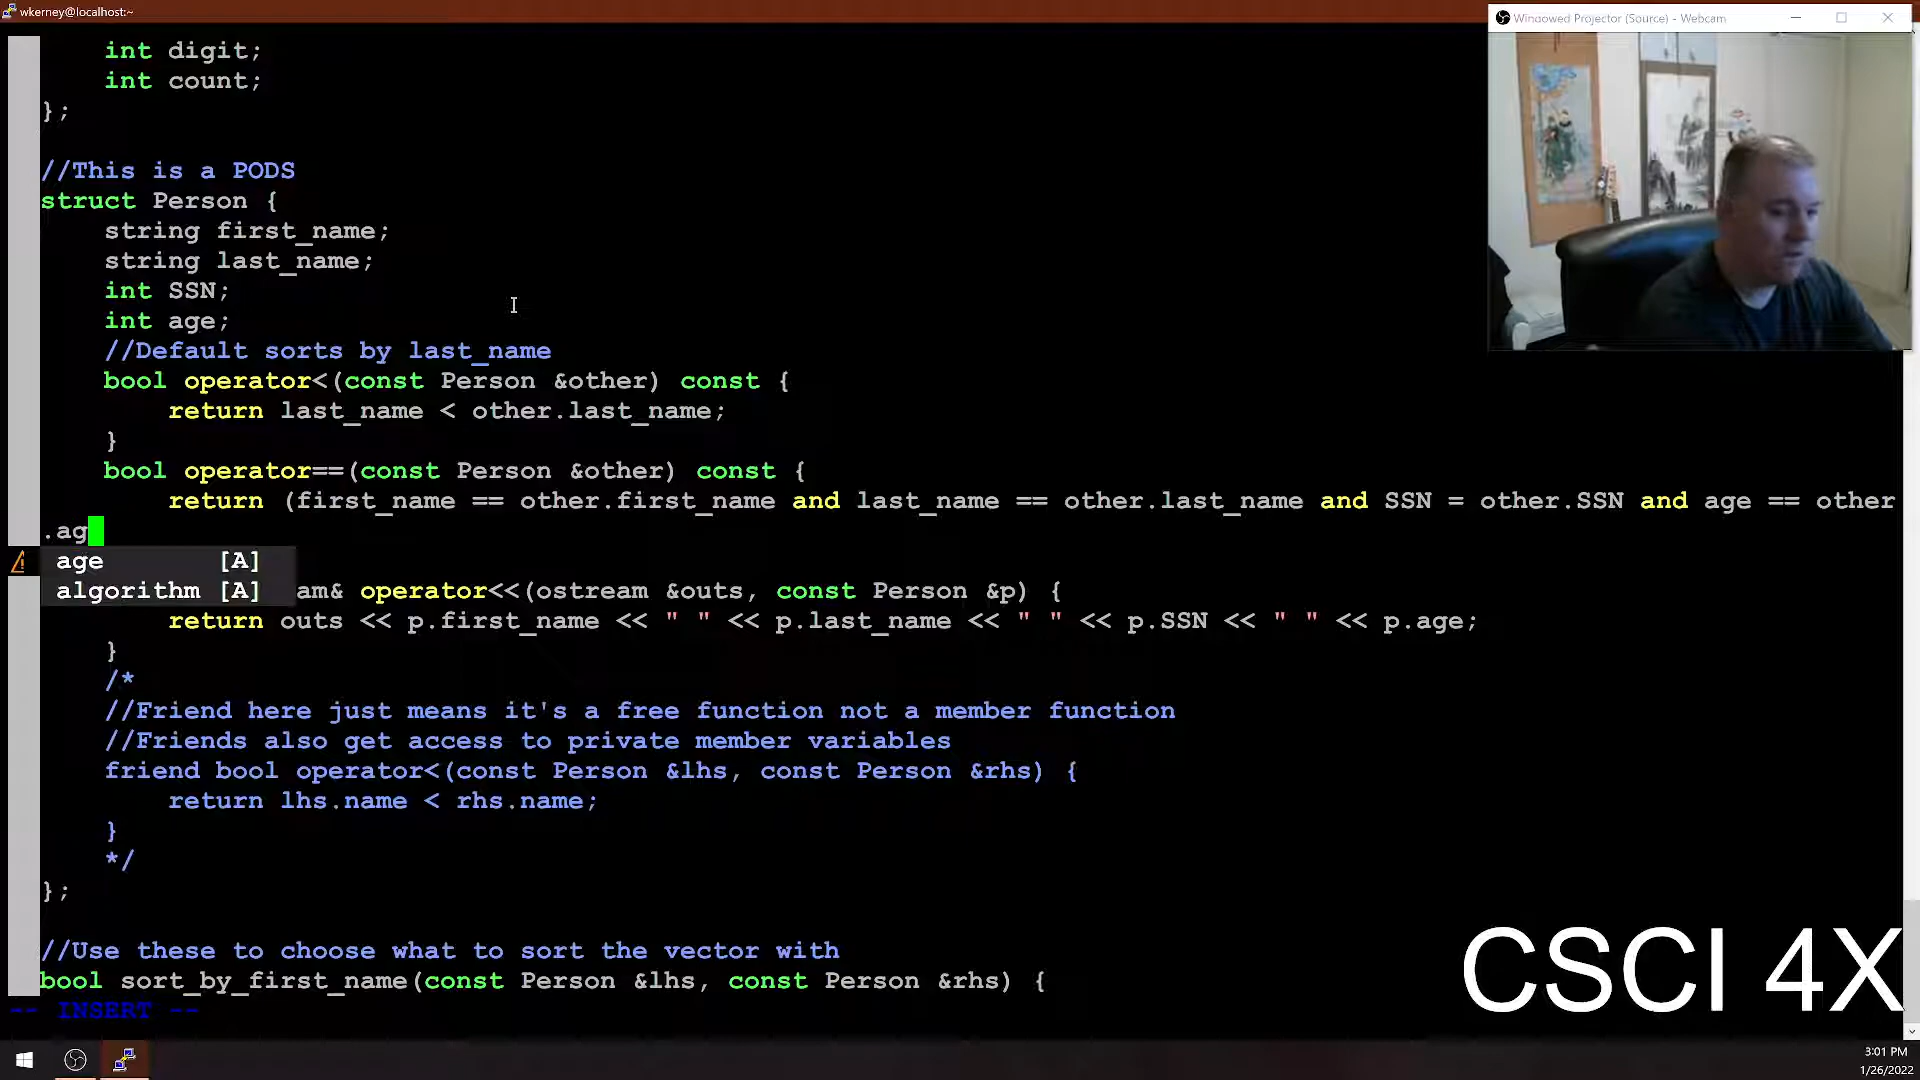 wkerney@localhost:~
Windowed Projector (Source) - Webcam
    int digit;
    int count;
};
//This is a PODS
struct Person {
    string first_name;
    string last_name;
    int SSN;
    int age;
    //Default sorts by last_name
    bool operator<(const Person &other) const {
        return last_name < other.last_name;
    }
    bool operator==(const Person &other) const {
        return (first_name == other.first_name and last_name == other.last_name and SSN = other.SSN and age == other
.ag
age [A]
algorithm [A]
am& operator<<(ostream &outs, const Person &p) {
        return outs << p.first_name << " " << p.last_name << " " << p.SSN << " " << p.age;
    }
    /*
    //Friend here just means it's a free function not a member function
    //Friends also get access to private member variables
    friend bool operator<(const Person &lhs, const Person &rhs) {
        return lhs.name < rhs.name;
    }
    */
};
//Use these to choose what to sort the vector with
bool sort_by_first_name(const Person &lhs, const Person &rhs) {
-- INSERT --
CSCI 4X
3:01 PM
1/26/2022